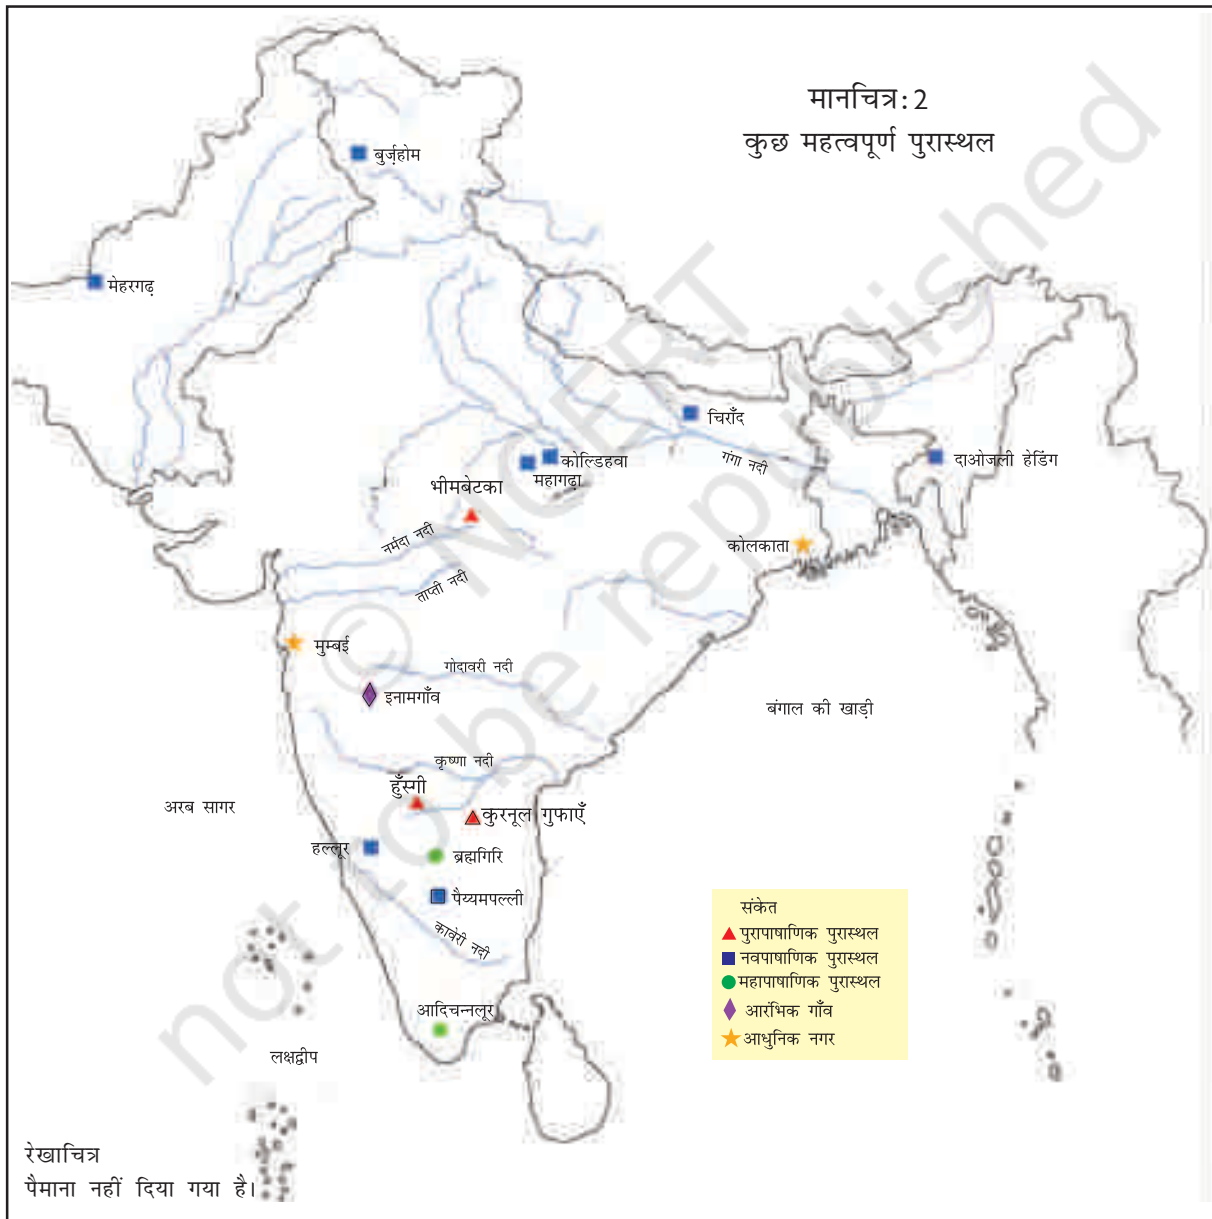 मानचित्र: 2
कुछ महत्वपूर्ण पुरास्थल
बुर्ज़होम
मेहरगढ़
चिराँद
गंगा नदी
कोल्डिहवा
महागढ़ा
दाओजली हेडिंग
भीमबेटका
नर्मदा नदी
कोलकाता
ताप्ती नदी
मुम्बई
गोदावरी नदी
इनामगाँव
बंगाल की खाड़ी
कृष्णा नदी
हुँस्गी
अरब सागर
कुरनूल गुफाएँ
हल्लूर
ब्रह्मगिरि
पैय्यमपल्ली
कावेरी नदी
आदिचन्नलूर
लक्षद्वीप
संकेत
पुरापाषाणिक पुरास्थल
नवपाषाणिक पुरास्थल
महापाषाणिक पुरास्थल
आरंभिक गाँव
आधुनिक नगर
रेखाचित्र
पैमाना नहीं दिया गया है।
© NCERT
not to be republished